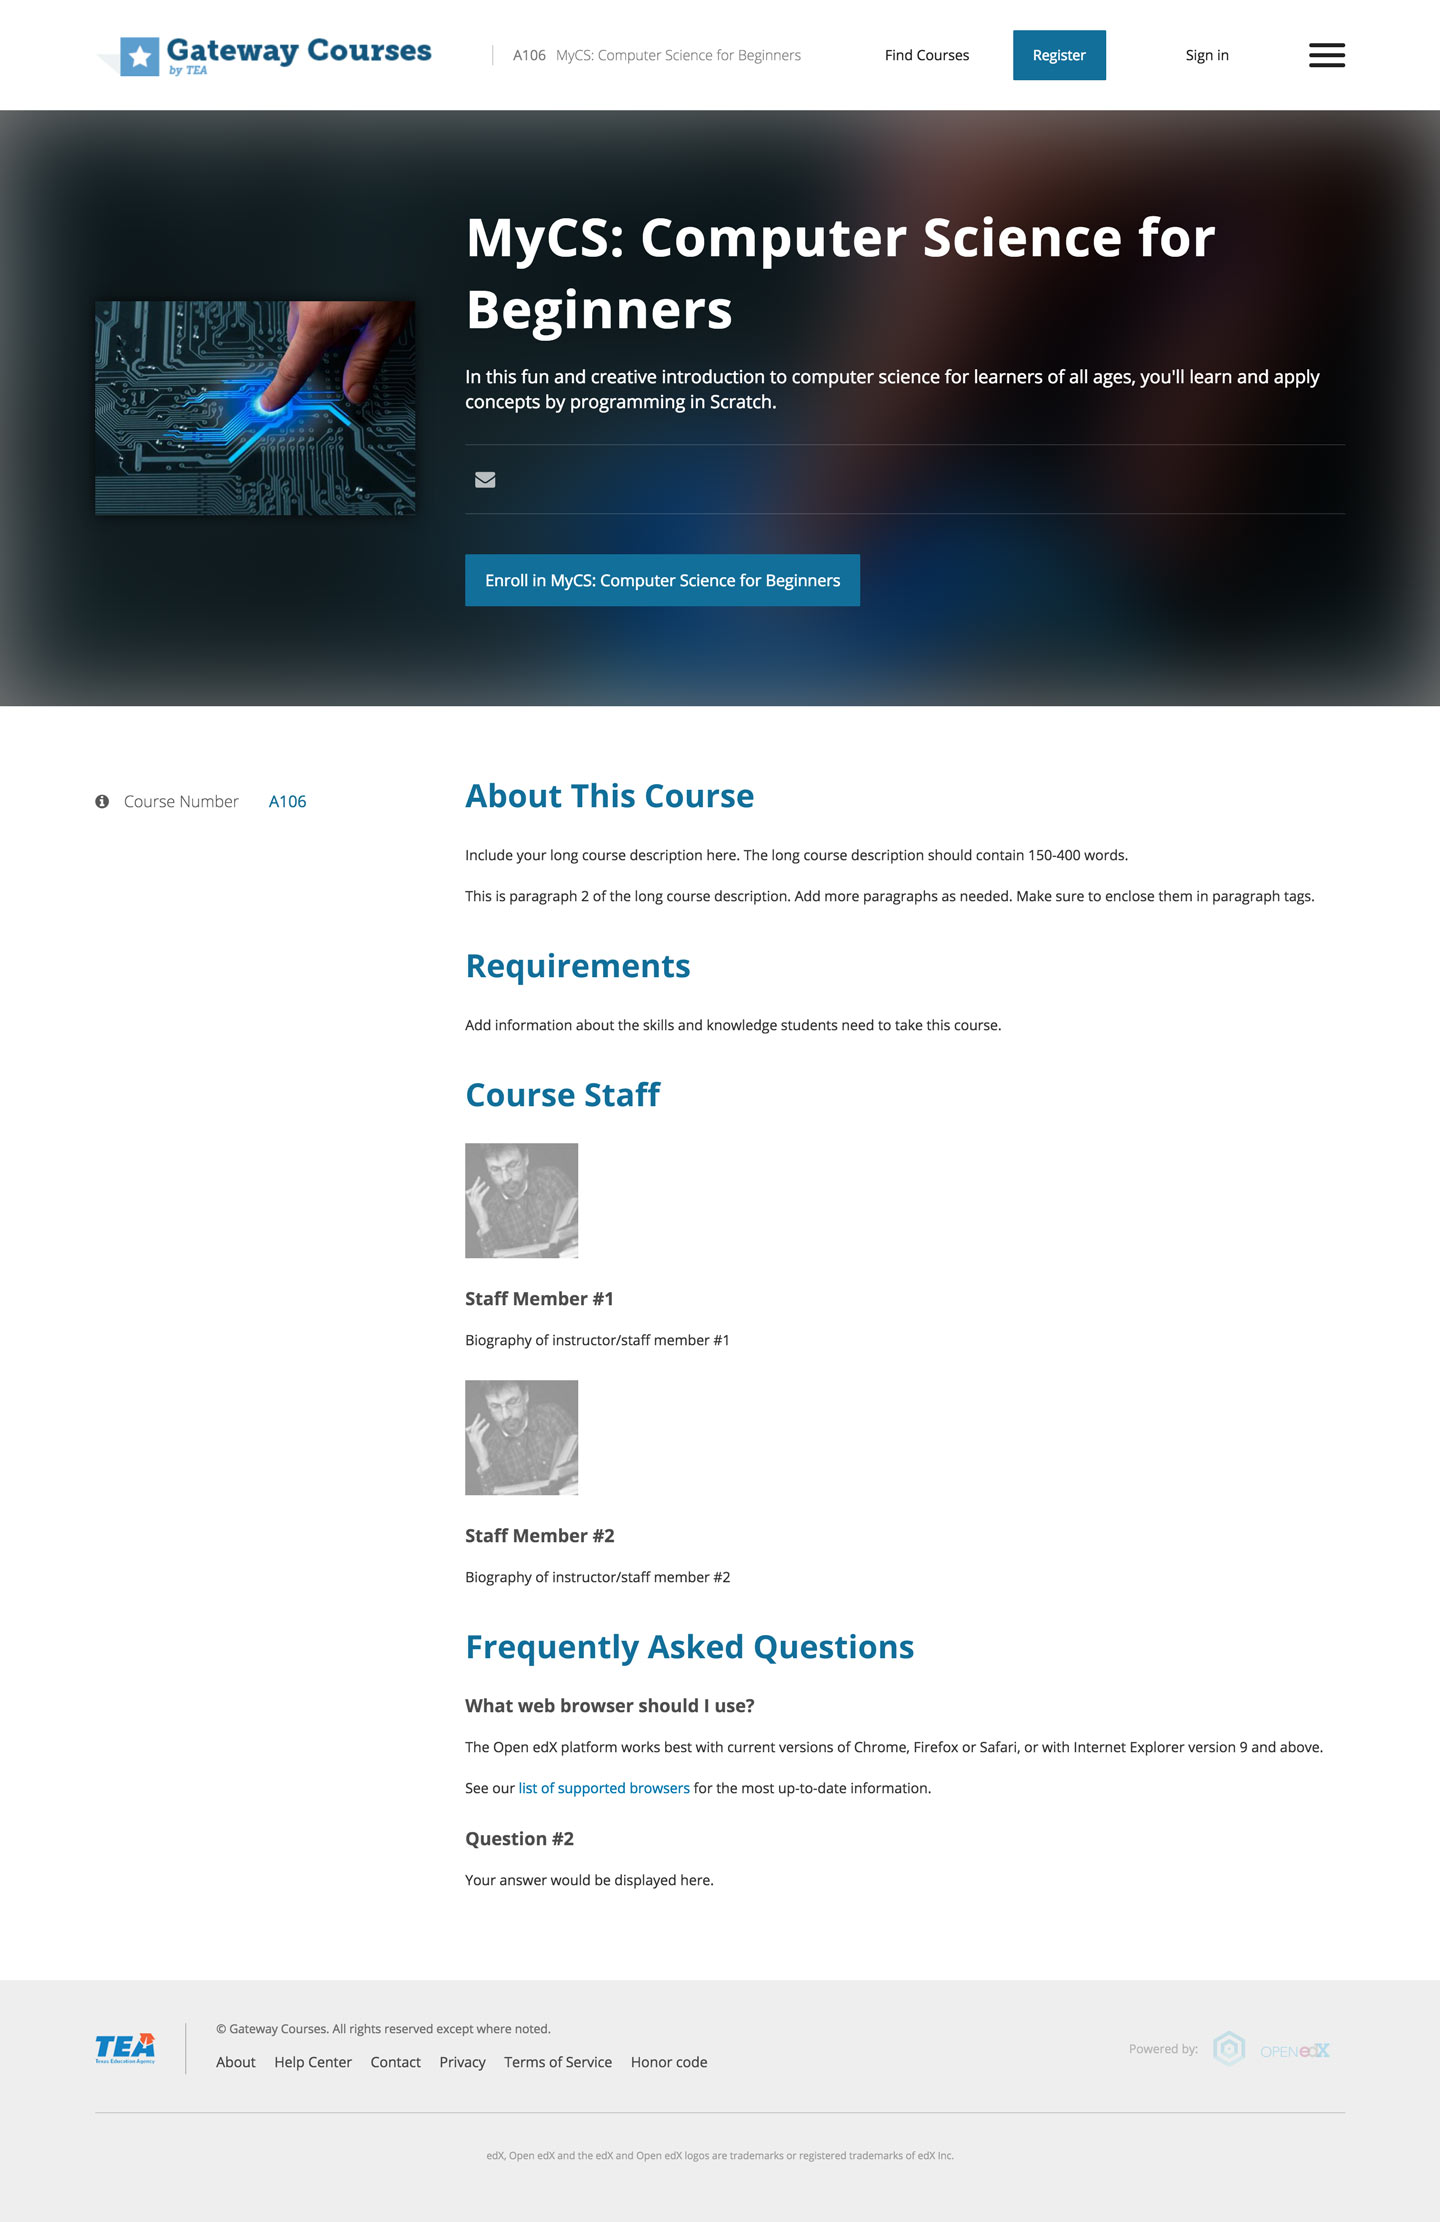 Gateway Courses
by TEA
A106 MyCS: Computer Science for Beginners
Find Courses
Register
Sign in
MyCS: Computer Science for
Beginners
In this fun and creative introduction to computer science for learners of all ages, you'll learn and apply
concepts by programming in Scratch.
Enroll in MyCS: Computer Science for Beginners
Course Number A106
About This Course
Include your long course description here. The long course description should contain 150-400 words.
This is paragraph 2 of the long course description. Add more paragraphs as needed. Make sure to enclose them in paragraph tags.
Requirements
Add information about the skills and knowledge students need to take this course.
Course Staff
Staff Member #1
Biography of instructor/staff member #1
Staff Member #2
Biography of instructor/staff member #2
Frequently Asked Questions
What web browser should I use?
The Open edX platform works best with current versions of Chrome, Firefox or Safari, or with Internet Explorer version 9 and above.
See our list of supported browsers for the most up-to-date information.
Question #2
Your answer would be displayed here.
TEA
Texas Education Agency
© Gateway Courses. All rights reserved except where noted.
About Help Center Contact Privacy Terms of Service Honor code
Powered by:
OPEN edX
edX, Open edX and the edX and Open edX logos are trademarks or registered trademarks of edX Inc.